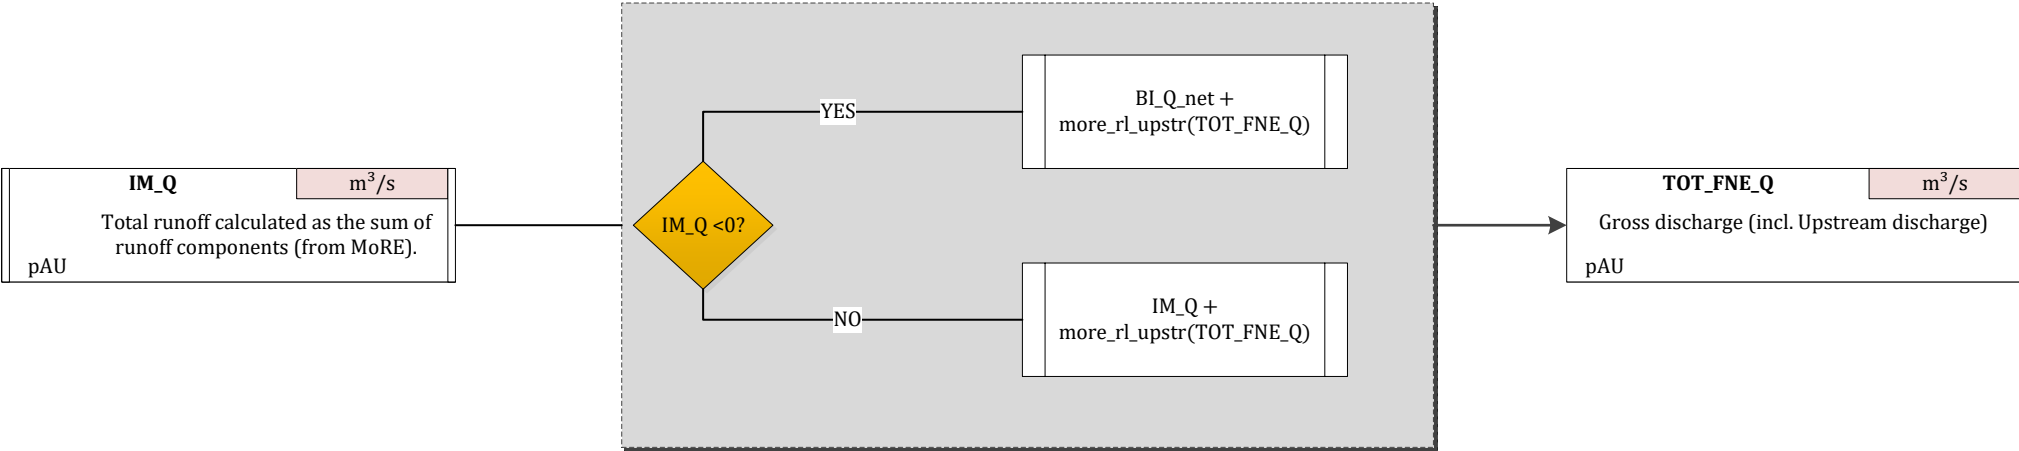 IM_Q
m³/s
Total runoff calculated as the sum of
runoff components (from MoRE).
pAU
IM_Q <0?
YES
BI_Q_net +
more_rl_upstr(TOT_FNE_Q)
NO
IM_Q +
more_rl_upstr(TOT_FNE_Q)
TOT_FNE_Q
m³/s
Gross discharge (incl. Upstream discharge)
pAU